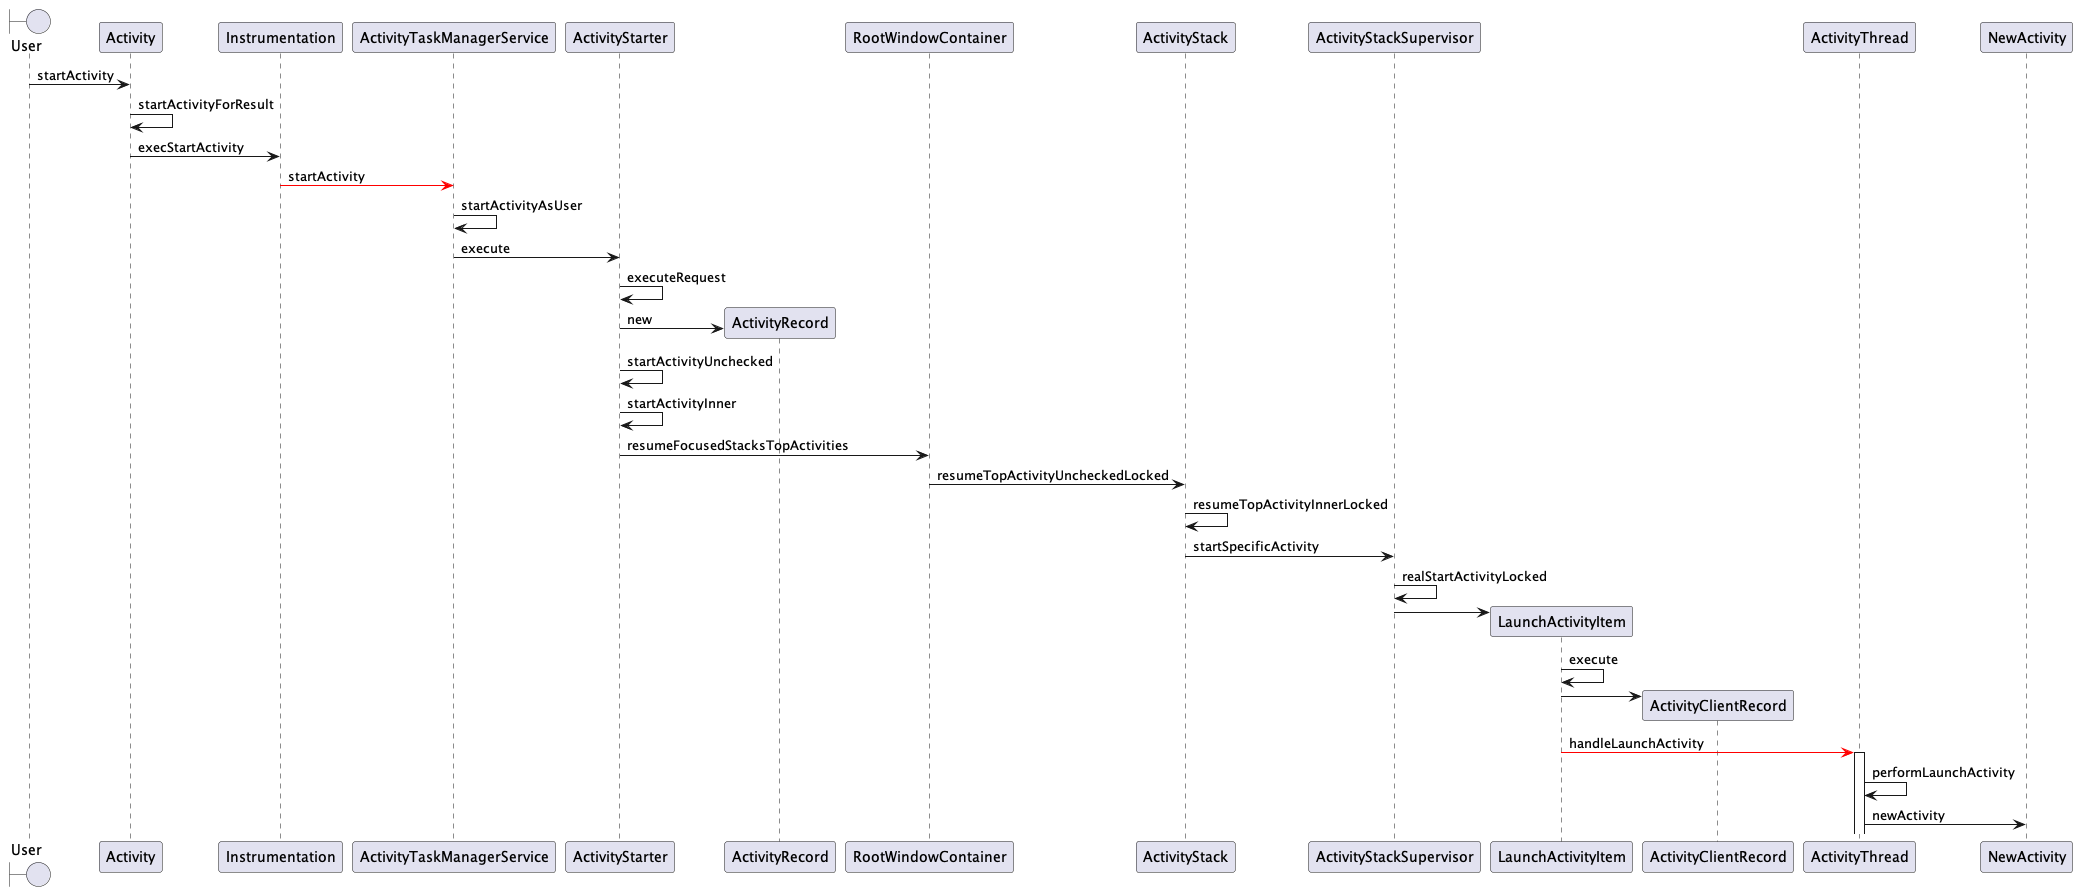 User
Activity
Instrumentation
ActivityTaskManagerService
ActivityStarter
RootWindowContainer
ActivityStack
ActivityStackSupervisor
ActivityThread
NewActivity
startActivity
startActivityForResult
execStartActivity
startActivity
startActivityAsUser
execute
executeRequest
new
ActivityRecord
startActivityUnchecked
startActivityInner
resumeFocusedStacksTopActivities
resumeTopActivityUncheckedLocked
resumeTopActivityInnerLocked
startSpecificActivity
realStartActivityLocked
LaunchActivityItem
execute
ActivityClientRecord
handleLaunchActivity
performLaunchActivity
newActivity
User
Activity
Instrumentation
ActivityTaskManagerService
ActivityStarter
ActivityRecord
RootWindowContainer
ActivityStack
ActivityStackSupervisor
LaunchActivityItem
ActivityClientRecord
ActivityThread
NewActivity